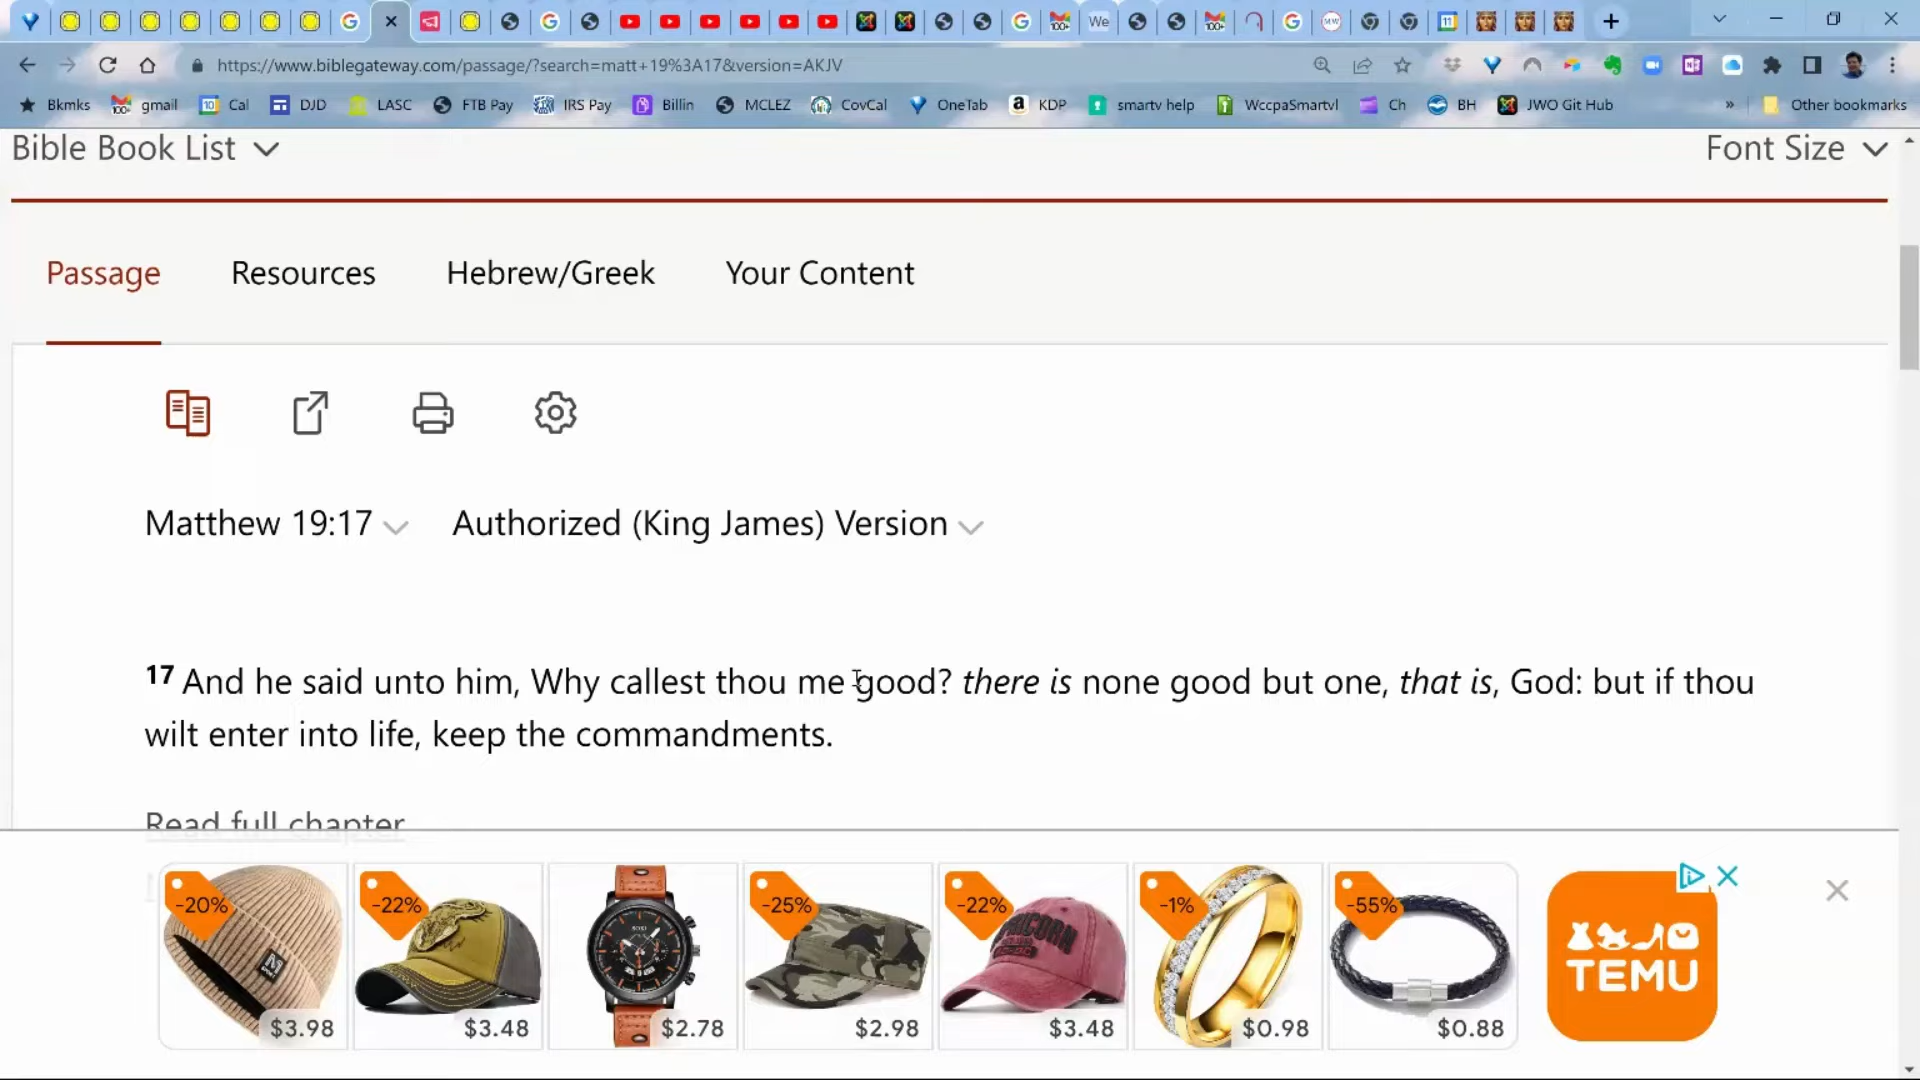 https://www.biblegateway.com/passage/?search=matt+19%3A17&version=AKJV
Bkmks gmail Cal DJD LASC FTB Pay IRS Pay Billin MCLEZ CovCal OneTab KDP smartv help WccpaSmartvl Ch BH JWO Git Hub » Other bookmarks
Bible Book List Font Size
Passage Resources Hebrew/Greek Your Content
Matthew 19:17 Authorized (King James) Version
17 And he said unto him, Why callest thou me good? there is none good but one, that is, God: but if thou
wilt enter into life, keep the commandments.
Read full chapter
-20% -22% -25% -22% -1% -55%
TEMU
$3.98 $3.48 $2.78 $2.98 $3.48 $0.98 $0.88